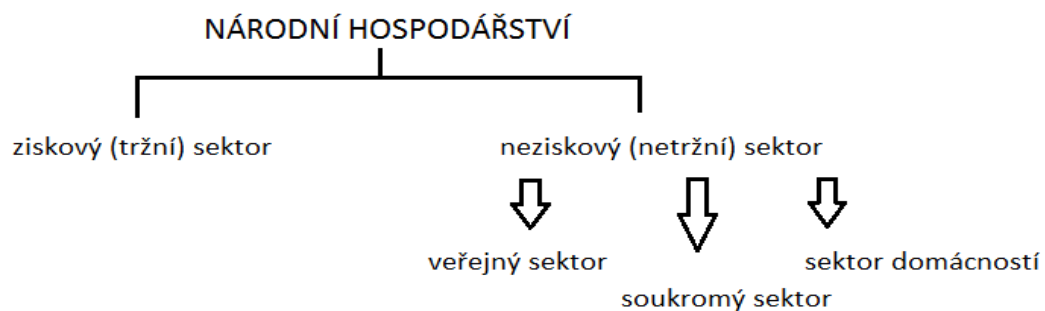 NÁRODNÍ HOSPODÁŘSTVÍ
ziskový (tržní) sektor
neziskový (netržní) sektor
veřejný sektor
sektor domácností
soukromý sektor